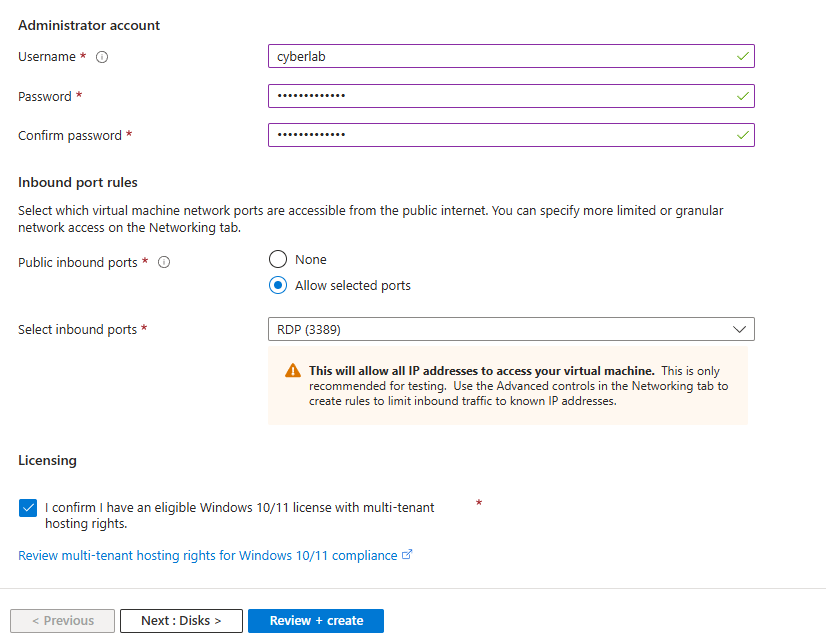 Administrator account
Username *
cyberlab
Password *
•••••••••••••
Confirm password *
•••••••••••••
Inbound port rules
Select which virtual machine network ports are accessible from the public internet. You can specify more limited or granular
network access on the Networking tab.
Public inbound ports *
None
Allow selected ports
Select inbound ports *
RDP (3389)
This will allow all IP addresses to access your virtual machine. This is only
recommended for testing. Use the Advanced controls in the Networking tab to
create rules to limit inbound traffic to known IP addresses.
Licensing
I confirm I have an eligible Windows 10/11 license with multi-tenant *
hosting rights.
Review multi-tenant hosting rights for Windows 10/11 compliance
< Previous
Next : Disks >
Review + create